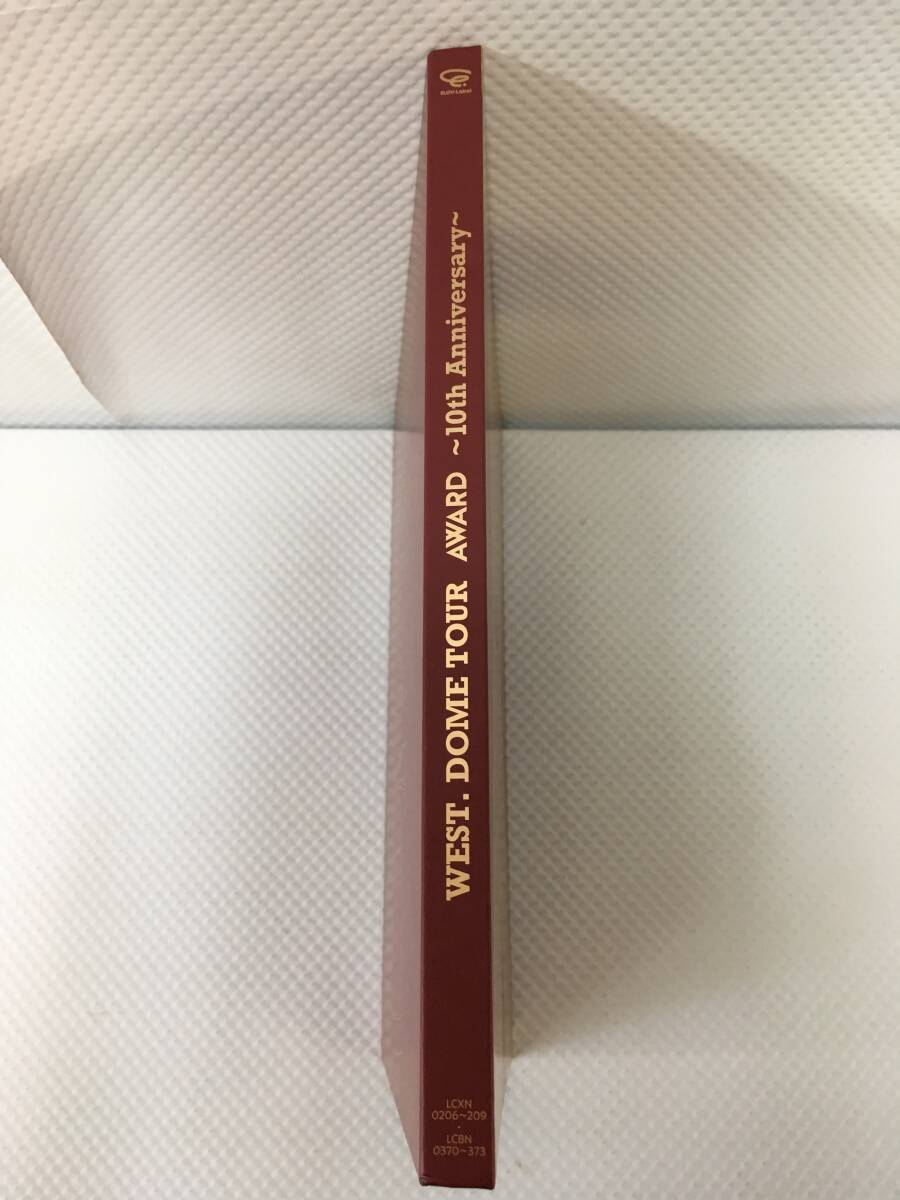 WEST. DOME TOUR AWARD ~10th Anniversary~
LCXN
0206~209
·
LCBN
0370~373